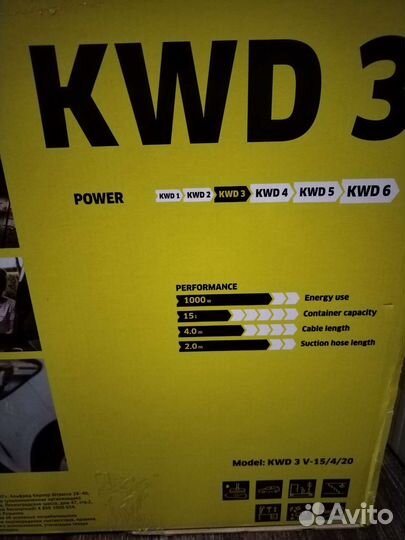 KWD 3
POWER
KWD 1 KWD 2 KWD 3 KWD 4 KWD 5 KWD 6
PERFORMANCE
1000 W Energy use
15 l Container capacity
4.0 m Cable length
2.0 m Suction hose length
Model: KWD 3 V-15/4/20
Avito